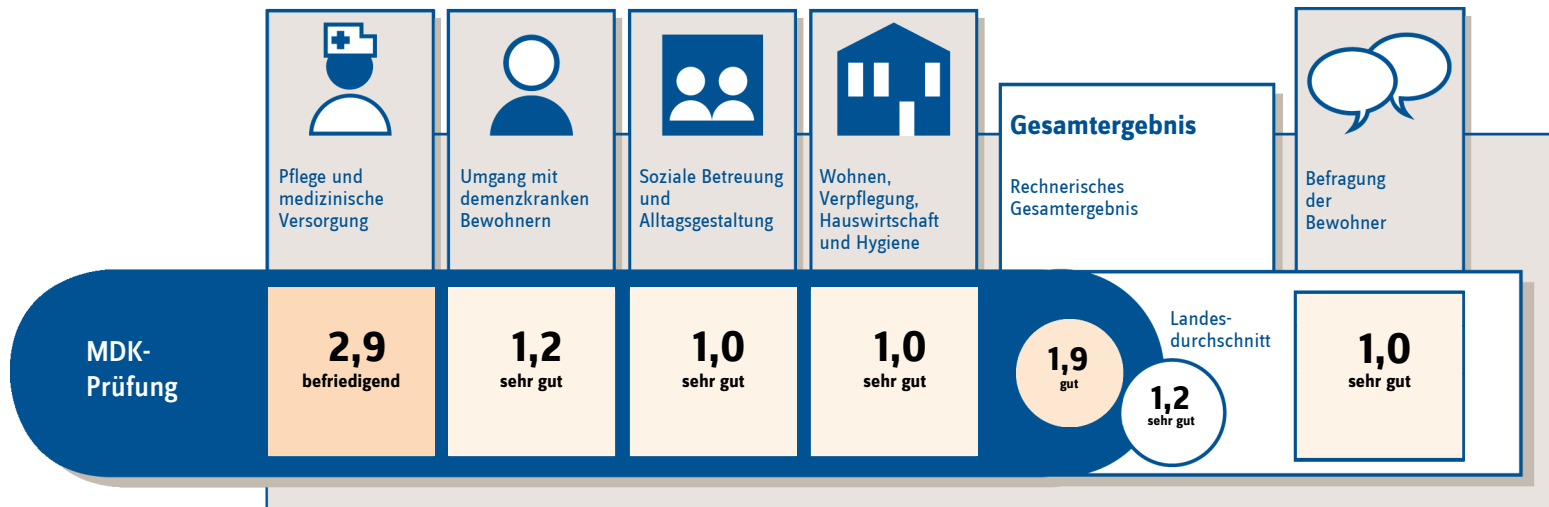 Pflege und
medizinische
Versorgung
Umgang mit
demenzkranken
Bewohnern
Soziale Betreuung
und
Alltagsgestaltung
Wohnen,
Verpflegung,
Hauswirtschaft
und Hygiene
Gesamtergebnis
Rechnerisches
Gesamtergebnis
Befragung
der
Bewohner
MDK-
Prüfung
2,9
befriedigend
1,2
sehr gut
1,0
sehr gut
1,0
sehr gut
1,9
gut
Landes-
durchschnitt
1,2
sehr gut
1,0
sehr gut